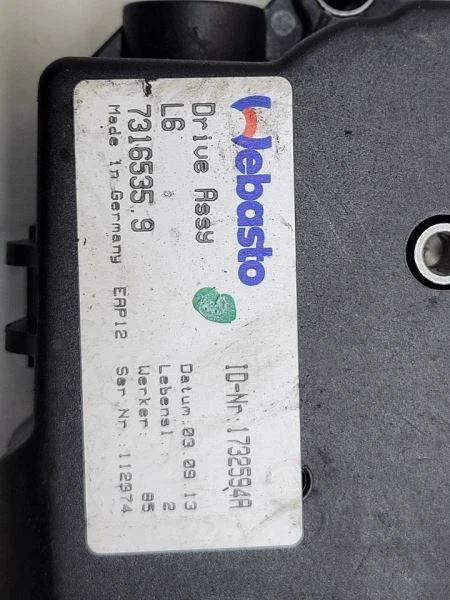 Webasto
Drive Assy
L6
7316535.9
Made in Germany EAP12
ID-Nr:1732594A
Datum:03.09.13
Lebensl : 2
Werker: 85
Ser.Nr.:112974